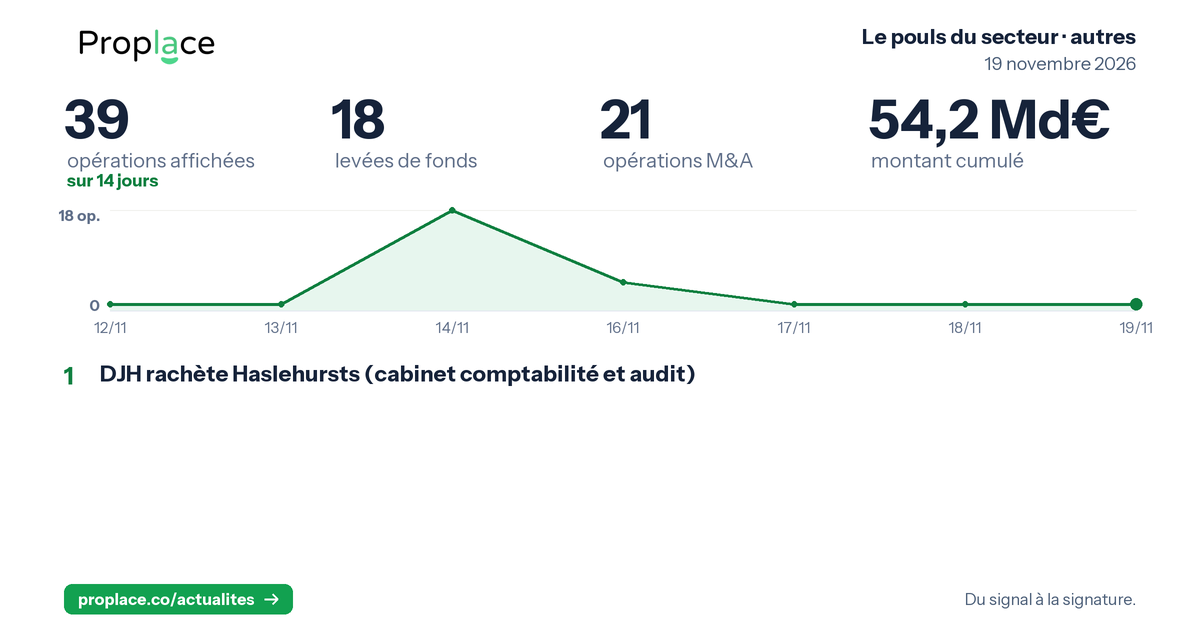 Proplace
Le pouls du secteur · autres
19 novembre 2026
39
opérations affichées
sur 14 jours
18
levées de fonds
21
opérations M&A
54,2 Md€
montant cumulé
18 op.
0
12/11 13/11 14/11 16/11 17/11 18/11 19/11
1 DJH rachète Haslehursts (cabinet comptabilité et audit)
proplace.co/actualites →
Du signal à la signature.